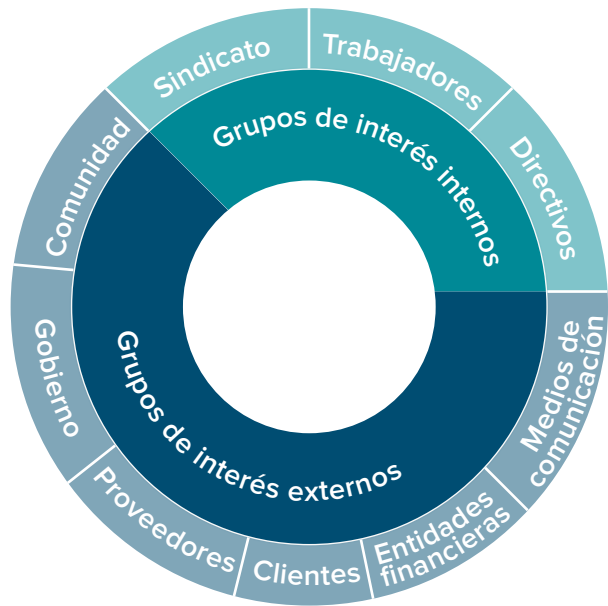 Grupos de interés internos
Sindicato
Trabajadores
Directivos
Grupos de interés externos
Medios de
comunicación
Entidades
financieras
Clientes
Proveedores
Gobierno
Comunidad